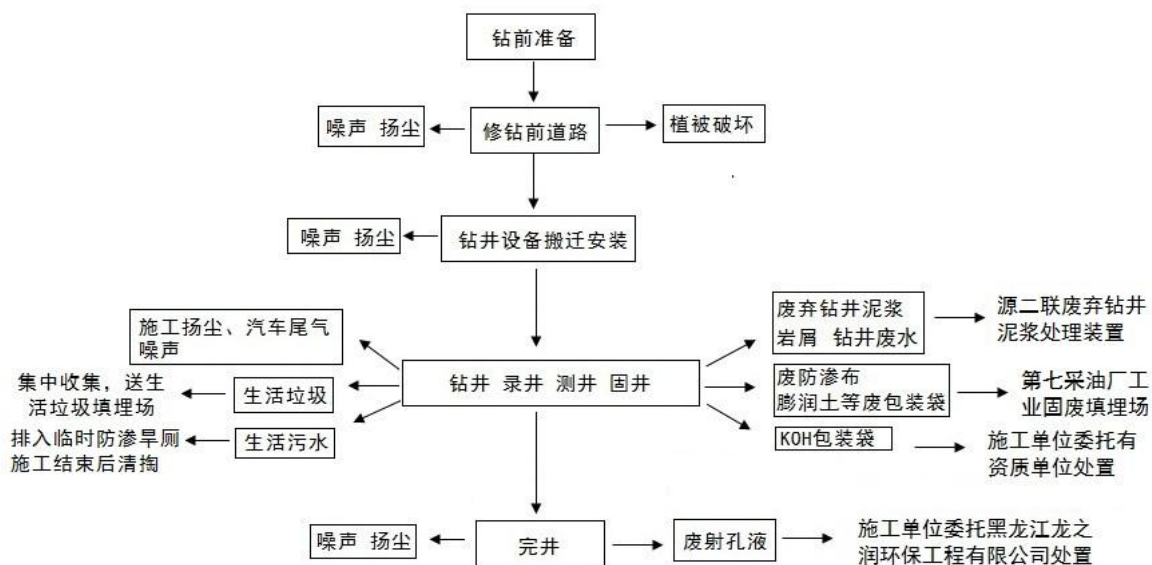 钻前准备
噪声 扬尘
修钻前道路
植被破坏
噪声 扬尘
钻井设备搬迁安装
施工扬尘、汽车尾气
噪声
集中收集，送生
活垃圾填埋场
生活垃圾
排入临时防渗旱厕
施工结束后清掏
生活污水
钻井 录井 测井 固井
废弃钻井泥浆
岩屑 钻井废水
源二联废弃钻井
泥浆处理装置
废防渗布
膨润土等废包装袋
第七采油厂工
业固废填埋场
KOH包装袋
施工单位委托有
资质单位处置
噪声 扬尘
完井
废射孔液
施工单位委托黑龙江龙之
润环保工程有限公司处置